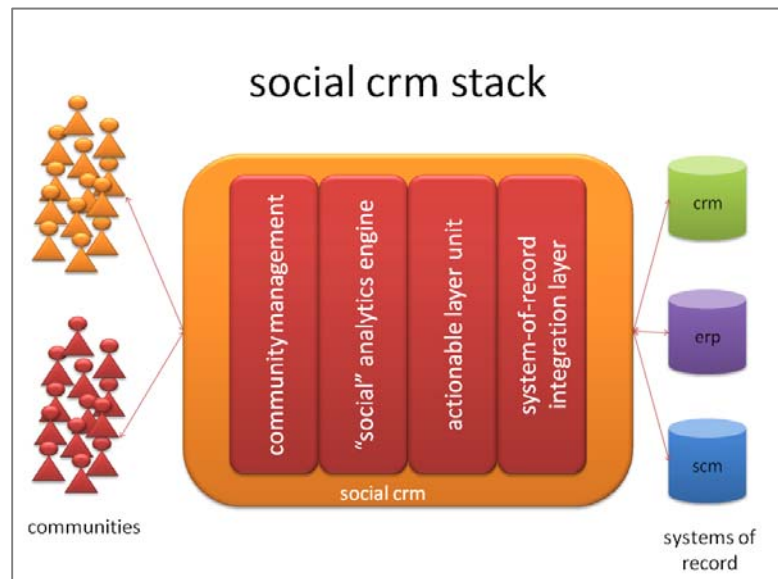 social crm stack
community management
"social" analytics engine
actionable layer unit
system-of-record
integration layer
social crm
communities
crm
erp
scm
systems of
record